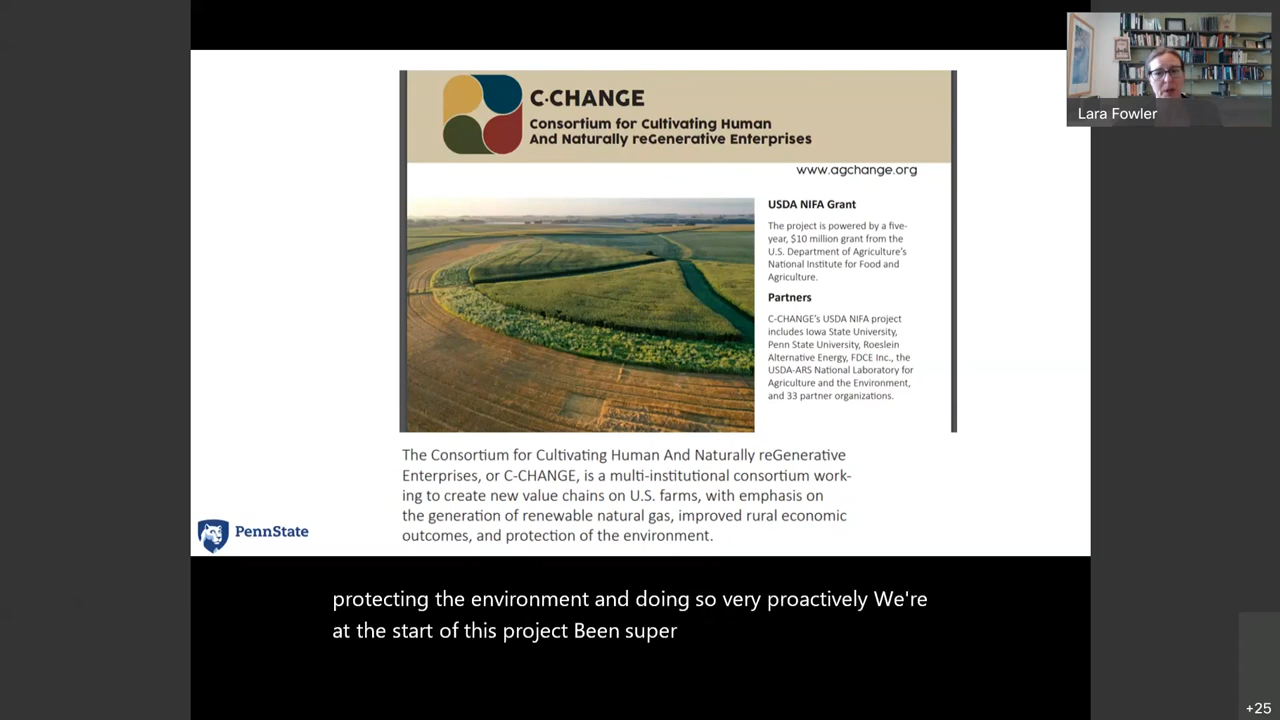 Lara Fowler
C·CHANGE
Consortium for Cultivating Human
And Naturally reGenerative Enterprises
www.agchange.org
USDA NIFA Grant
The project is powered by a five-
year, $10 million grant from the
U.S. Department of Agriculture's
National Institute for Food and
Agriculture.
Partners
C-CHANGE's USDA NIFA project
includes Iowa State University,
Penn State University, Roeslein
Alternative Energy, FDCE Inc., the
USDA-ARS National Laboratory for
Agriculture and the Environment,
and 33 partner organizations.
The Consortium for Cultivating Human And Naturally reGenerative
Enterprises, or C-CHANGE, is a multi-institutional consortium work-
ing to create new value chains on U.S. farms, with emphasis on
the generation of renewable natural gas, improved rural economic
outcomes, and protection of the environment.
PennState
protecting the environment and doing so very proactively We're
at the start of this project Been super
+25